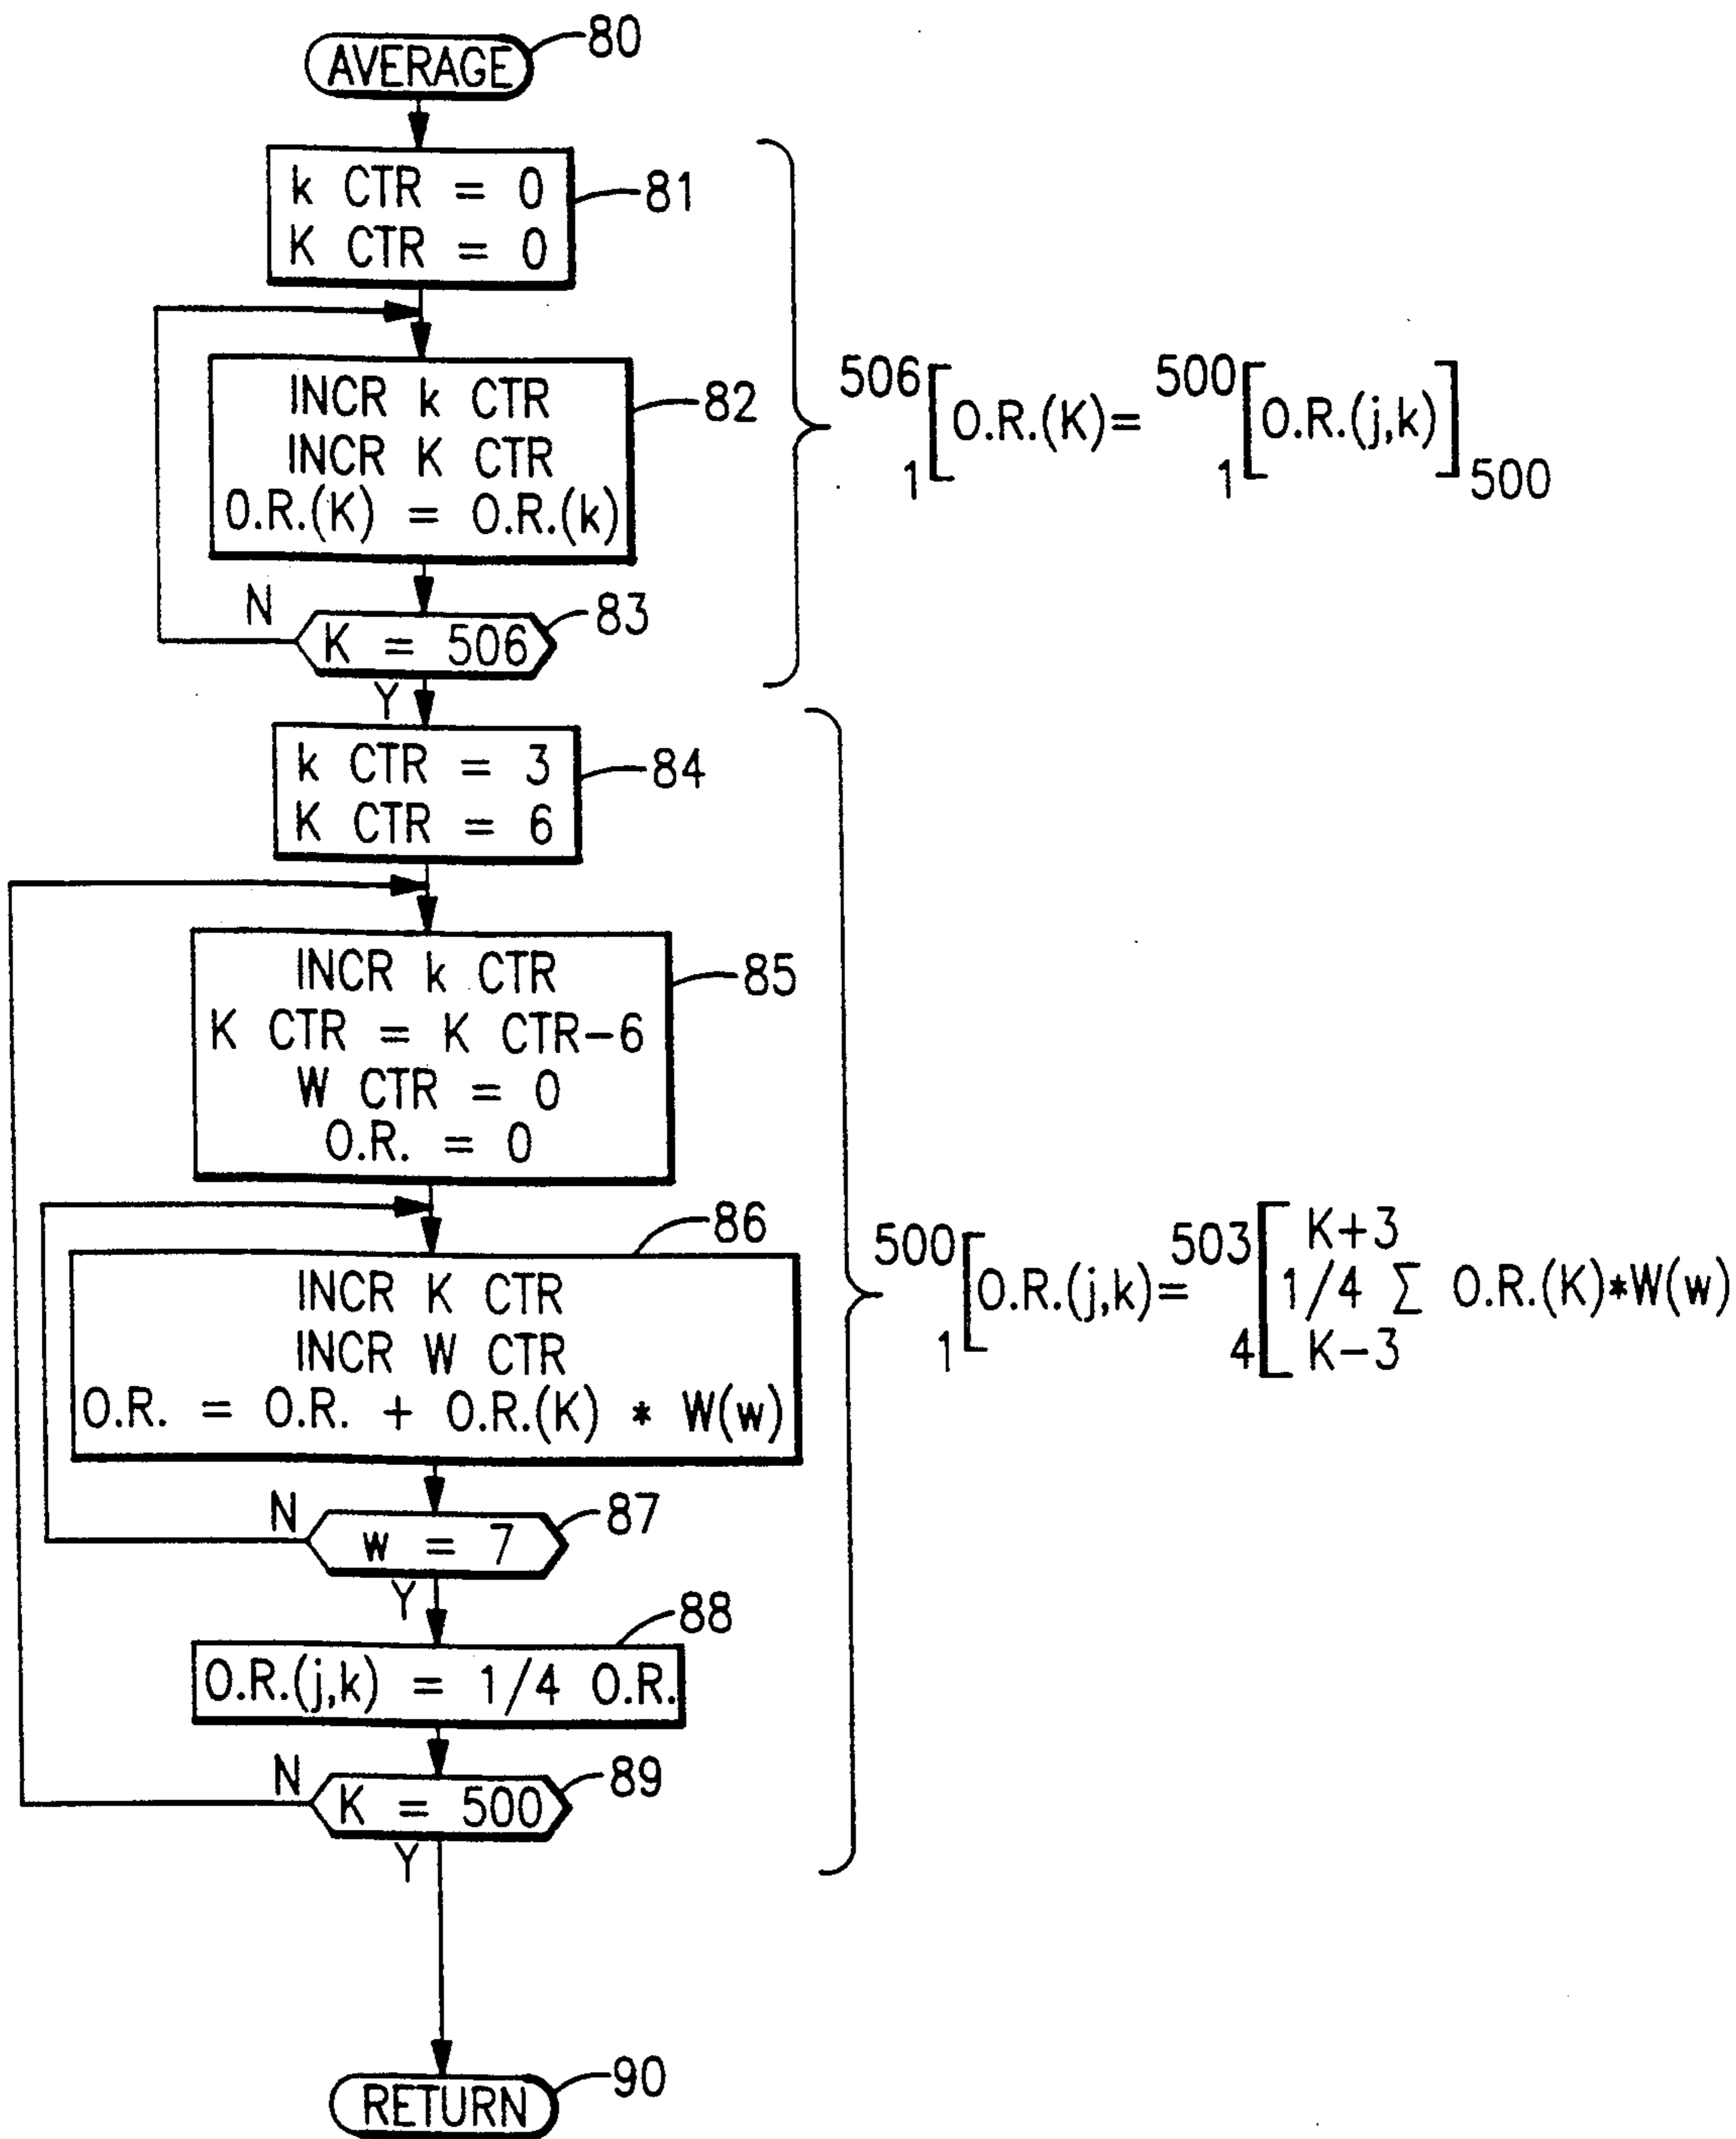 AVERAGE
80
k CTR = 0
K CTR = 0
81
INCR k CTR
INCR K CTR
O.R.(K) = O.R.(k)
82
506
1
[O.R.(K)=
500
1
[O.R.(j,k)]
500
N
K = 506
83
Y
k CTR = 3
K CTR = 6
84
INCR k CTR
K CTR = K CTR-6
W CTR = 0
O.R. = 0
85
86
INCR K CTR
INCR W CTR
O.R. = O.R. + O.R.(K) * W(w)
500
1
[O.R.(j,k)=
503
4
[
K+3
1/4 Σ O.R.(K)*W(w)
K-3
N
w = 7
87
Y
88
O.R.(j,k) = 1/4 O.R.
N
K = 500
89
Y
RETURN
90